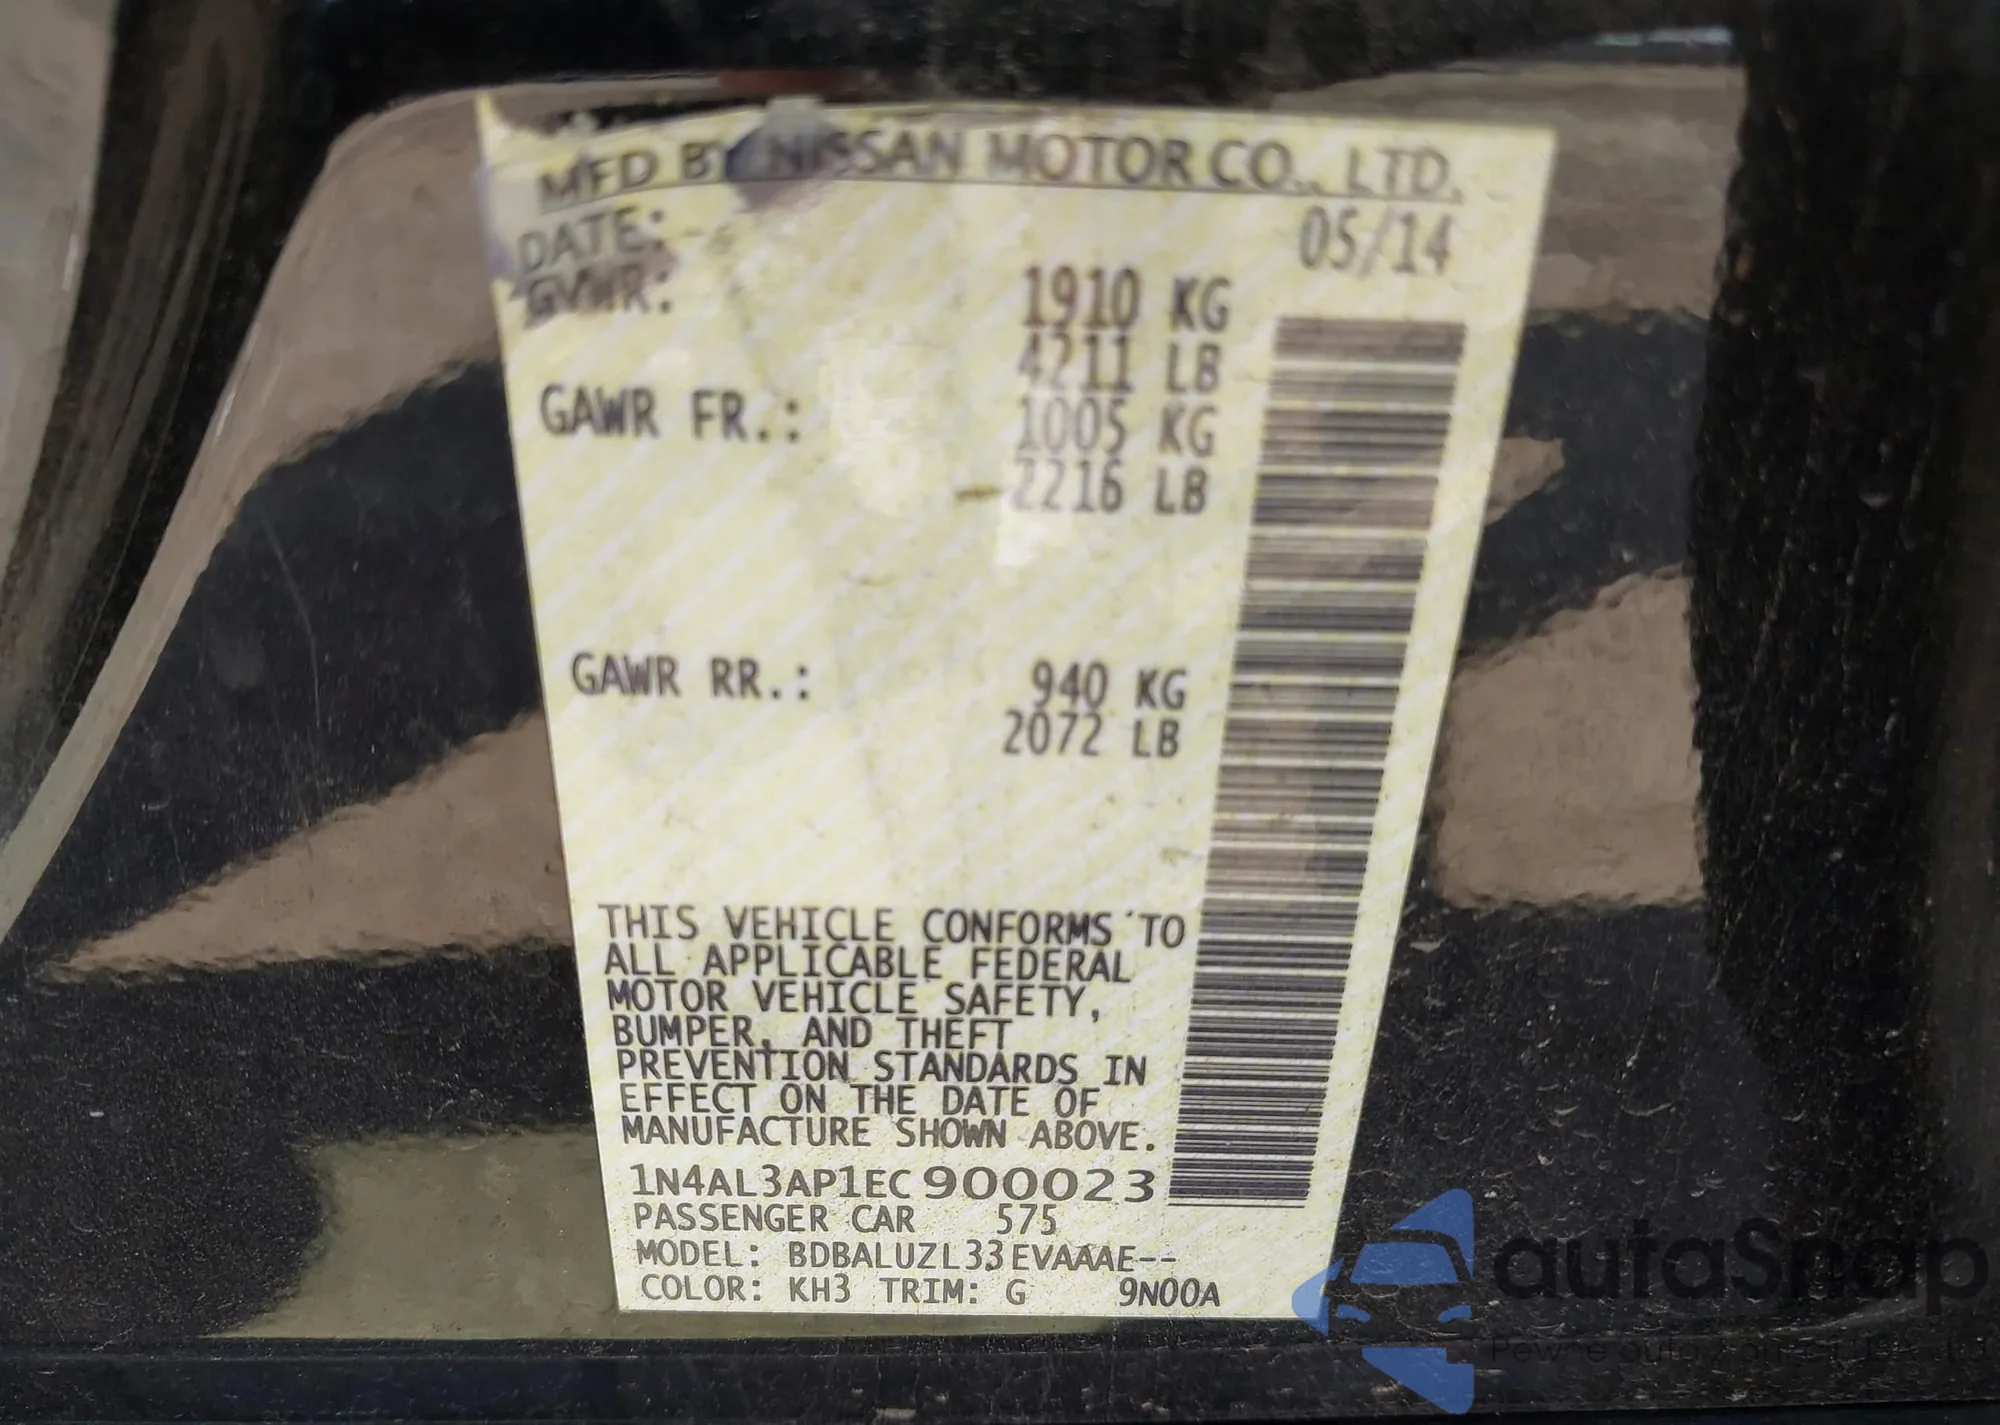 MFD BY NISSAN MOTOR CO., LTD.
DATE: 05/14
GVWR: 1910 KG
4211 LB
GAWR FR.: 1005 KG
2216 LB
GAWR RR.: 940 KG
2072 LB
THIS VEHICLE CONFORMS TO
ALL APPLICABLE FEDERAL
MOTOR VEHICLE SAFETY,
BUMPER, AND THEFT
PREVENTION STANDARDS IN
EFFECT ON THE DATE OF
MANUFACTURE SHOWN ABOVE.
1N4AL3AP1EC900023
PASSENGER CAR 575
MODEL: BDBALUZL33EVAAAE--
COLOR: KH3 TRIM: G 9N00A
autaSnap